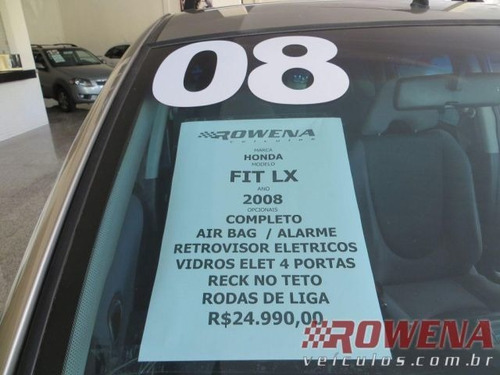 08
ROWENA
veículos
MARCA
HONDA
MODELO
FIT LX
ANO
2008
OPCIONAIS
COMPLETO
AIR BAG / ALARME
RETROVISOR ELETRICOS
VIDROS ELET 4 PORTAS
RECK NO TETO
RODAS DE LIGA
R$24.990,00
ROWENA
veículos.com.br